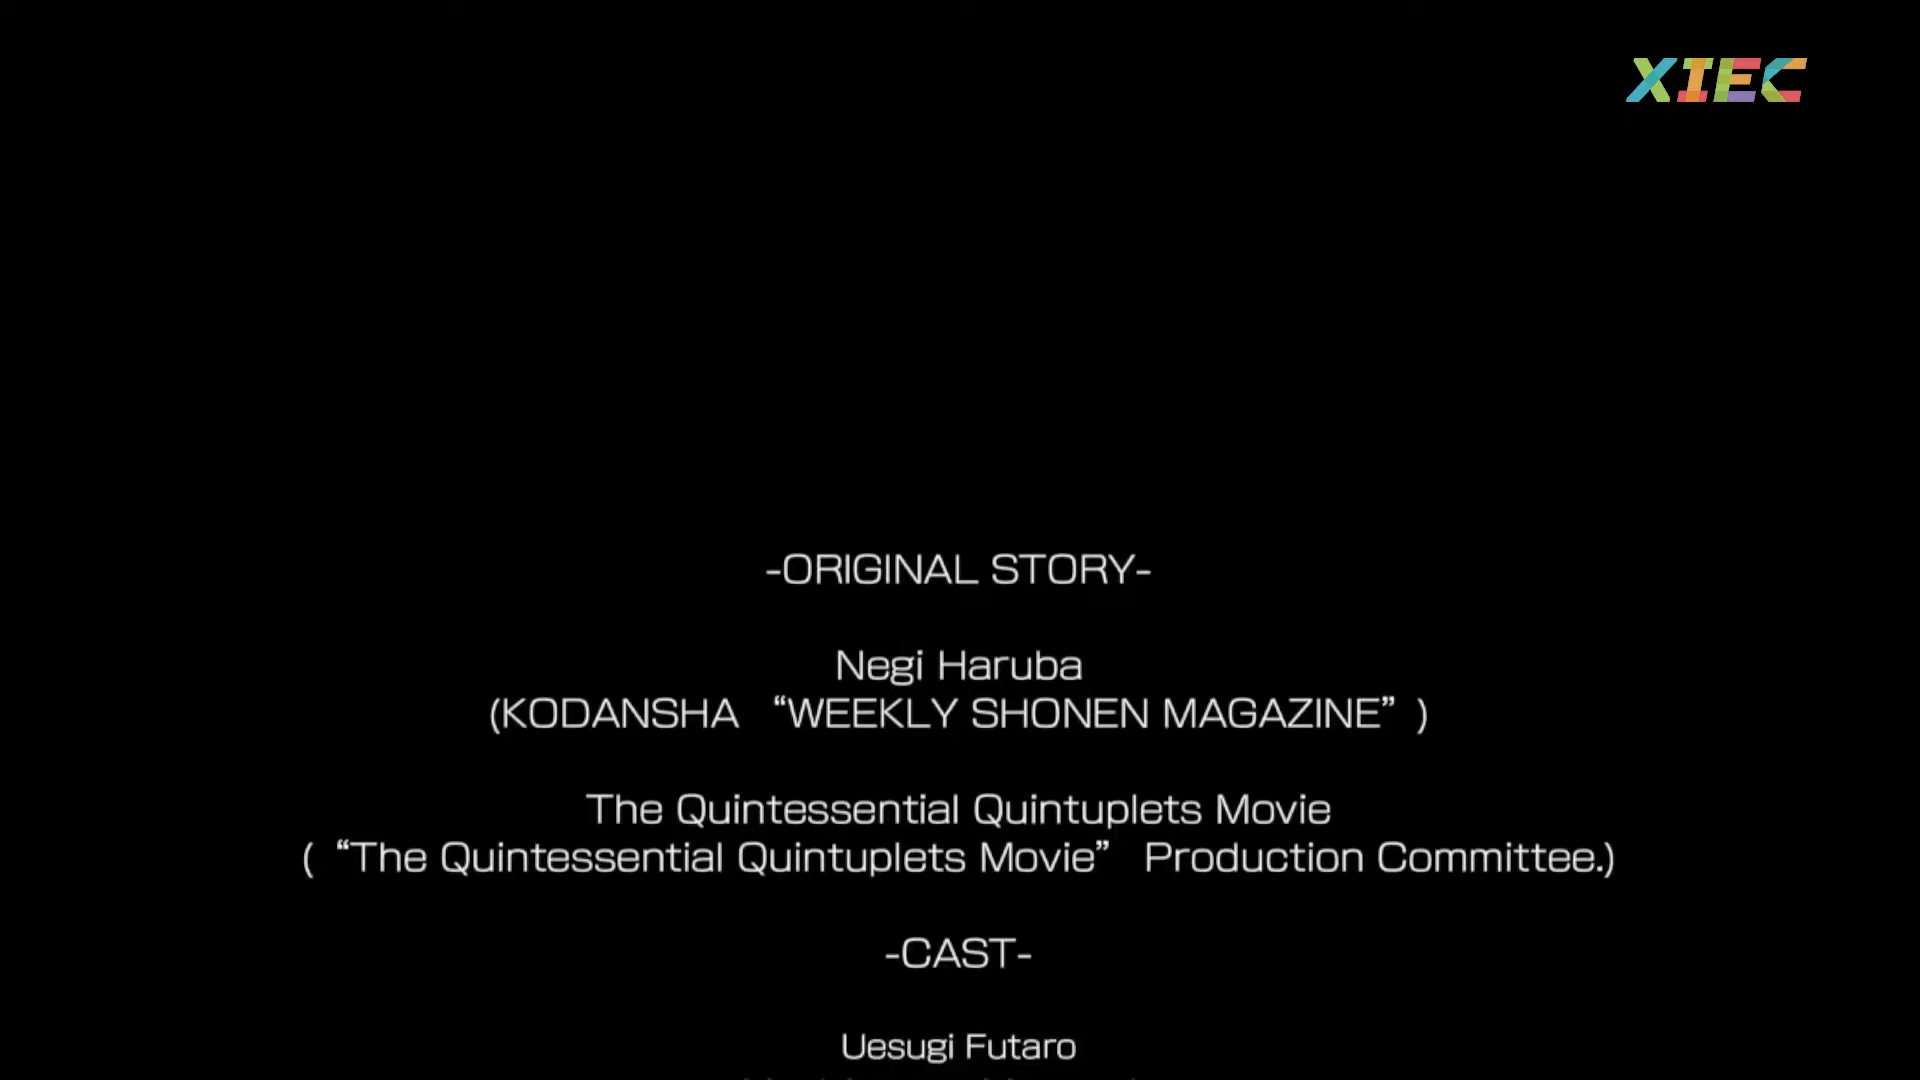 XIEC
-ORIGINAL STORY-
Negi Haruba
(KODANSHA “WEEKLY SHONEN MAGAZINE” )
The Quintessential Quintuplets Movie
( “The Quintessential Quintuplets Movie” Production Committee.)
-CAST-
Uesugi Futaro